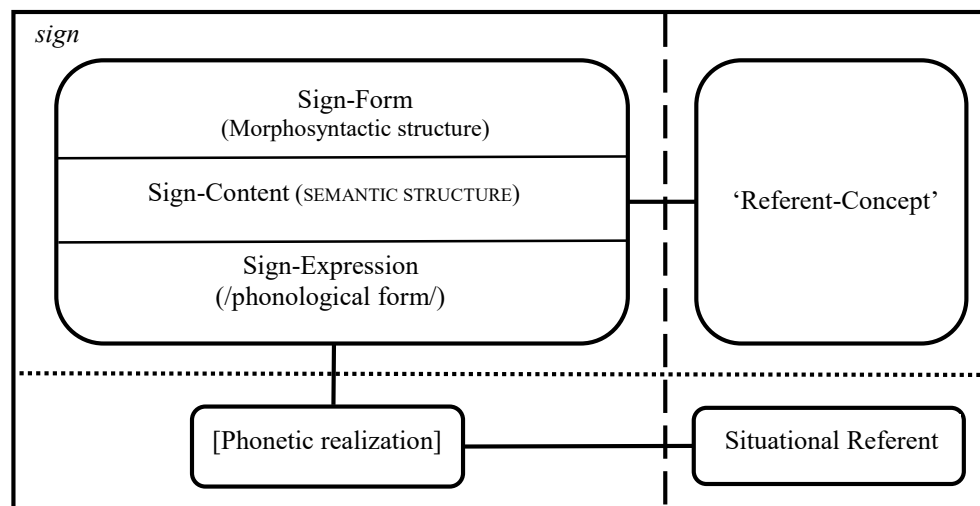 sign
Sign-Form
(Morphosyntactic structure)
Sign-Content (SEMANTIC STRUCTURE)
‘Referent-Concept’
Sign-Expression
(/phonological form/)
[Phonetic realization]
Situational Referent